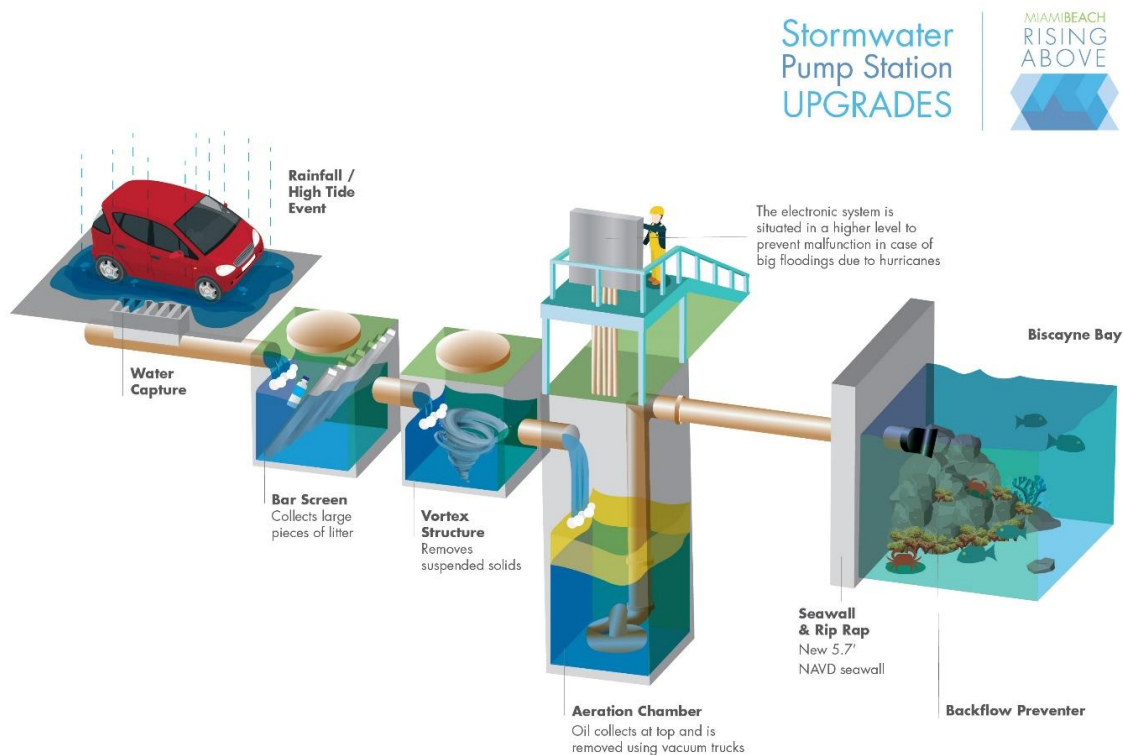 Stormwater
Pump Station
UPGRADES
MIAMIBEACH
RISING
ABOVE
Rainfall /
High Tide
Event
The electronic system is
situated in a higher level to
prevent malfunction in case of
big floodings due to hurricanes
Biscayne Bay
Water
Capture
Bar Screen
Collects large
pieces of litter
Vortex
Structure
Removes
suspended solids
Seawall
& Rip Rap
New 5.7'
NAVD seawall
Backflow Preventer
Aeration Chamber
Oil collects at top and is
removed using vacuum trucks